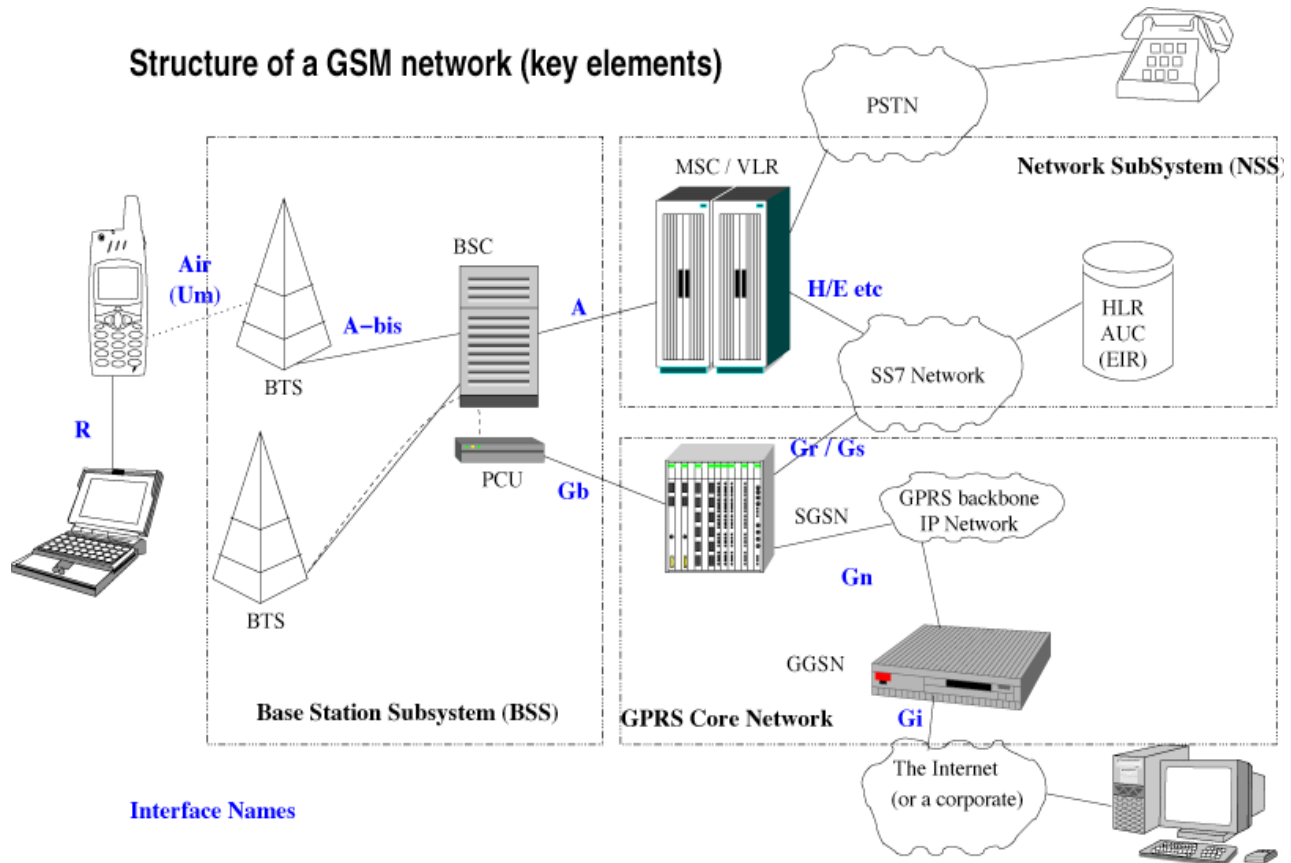 Structure of a GSM network (key elements)
PSTN
MSC / VLR
Network SubSystem (NSS)
BSC
Air
(Um)
A-bis
A
H/E etc
HLR
AUC
(EIR)
BTS
SS7 Network
R
Gr / Gs
PCU
Gb
SGSN
GPRS backbone
IP Network
Gn
BTS
GGSN
Base Station Subsystem (BSS)
GPRS Core Network
Gi
The Internet
(or a corporate)
Interface Names